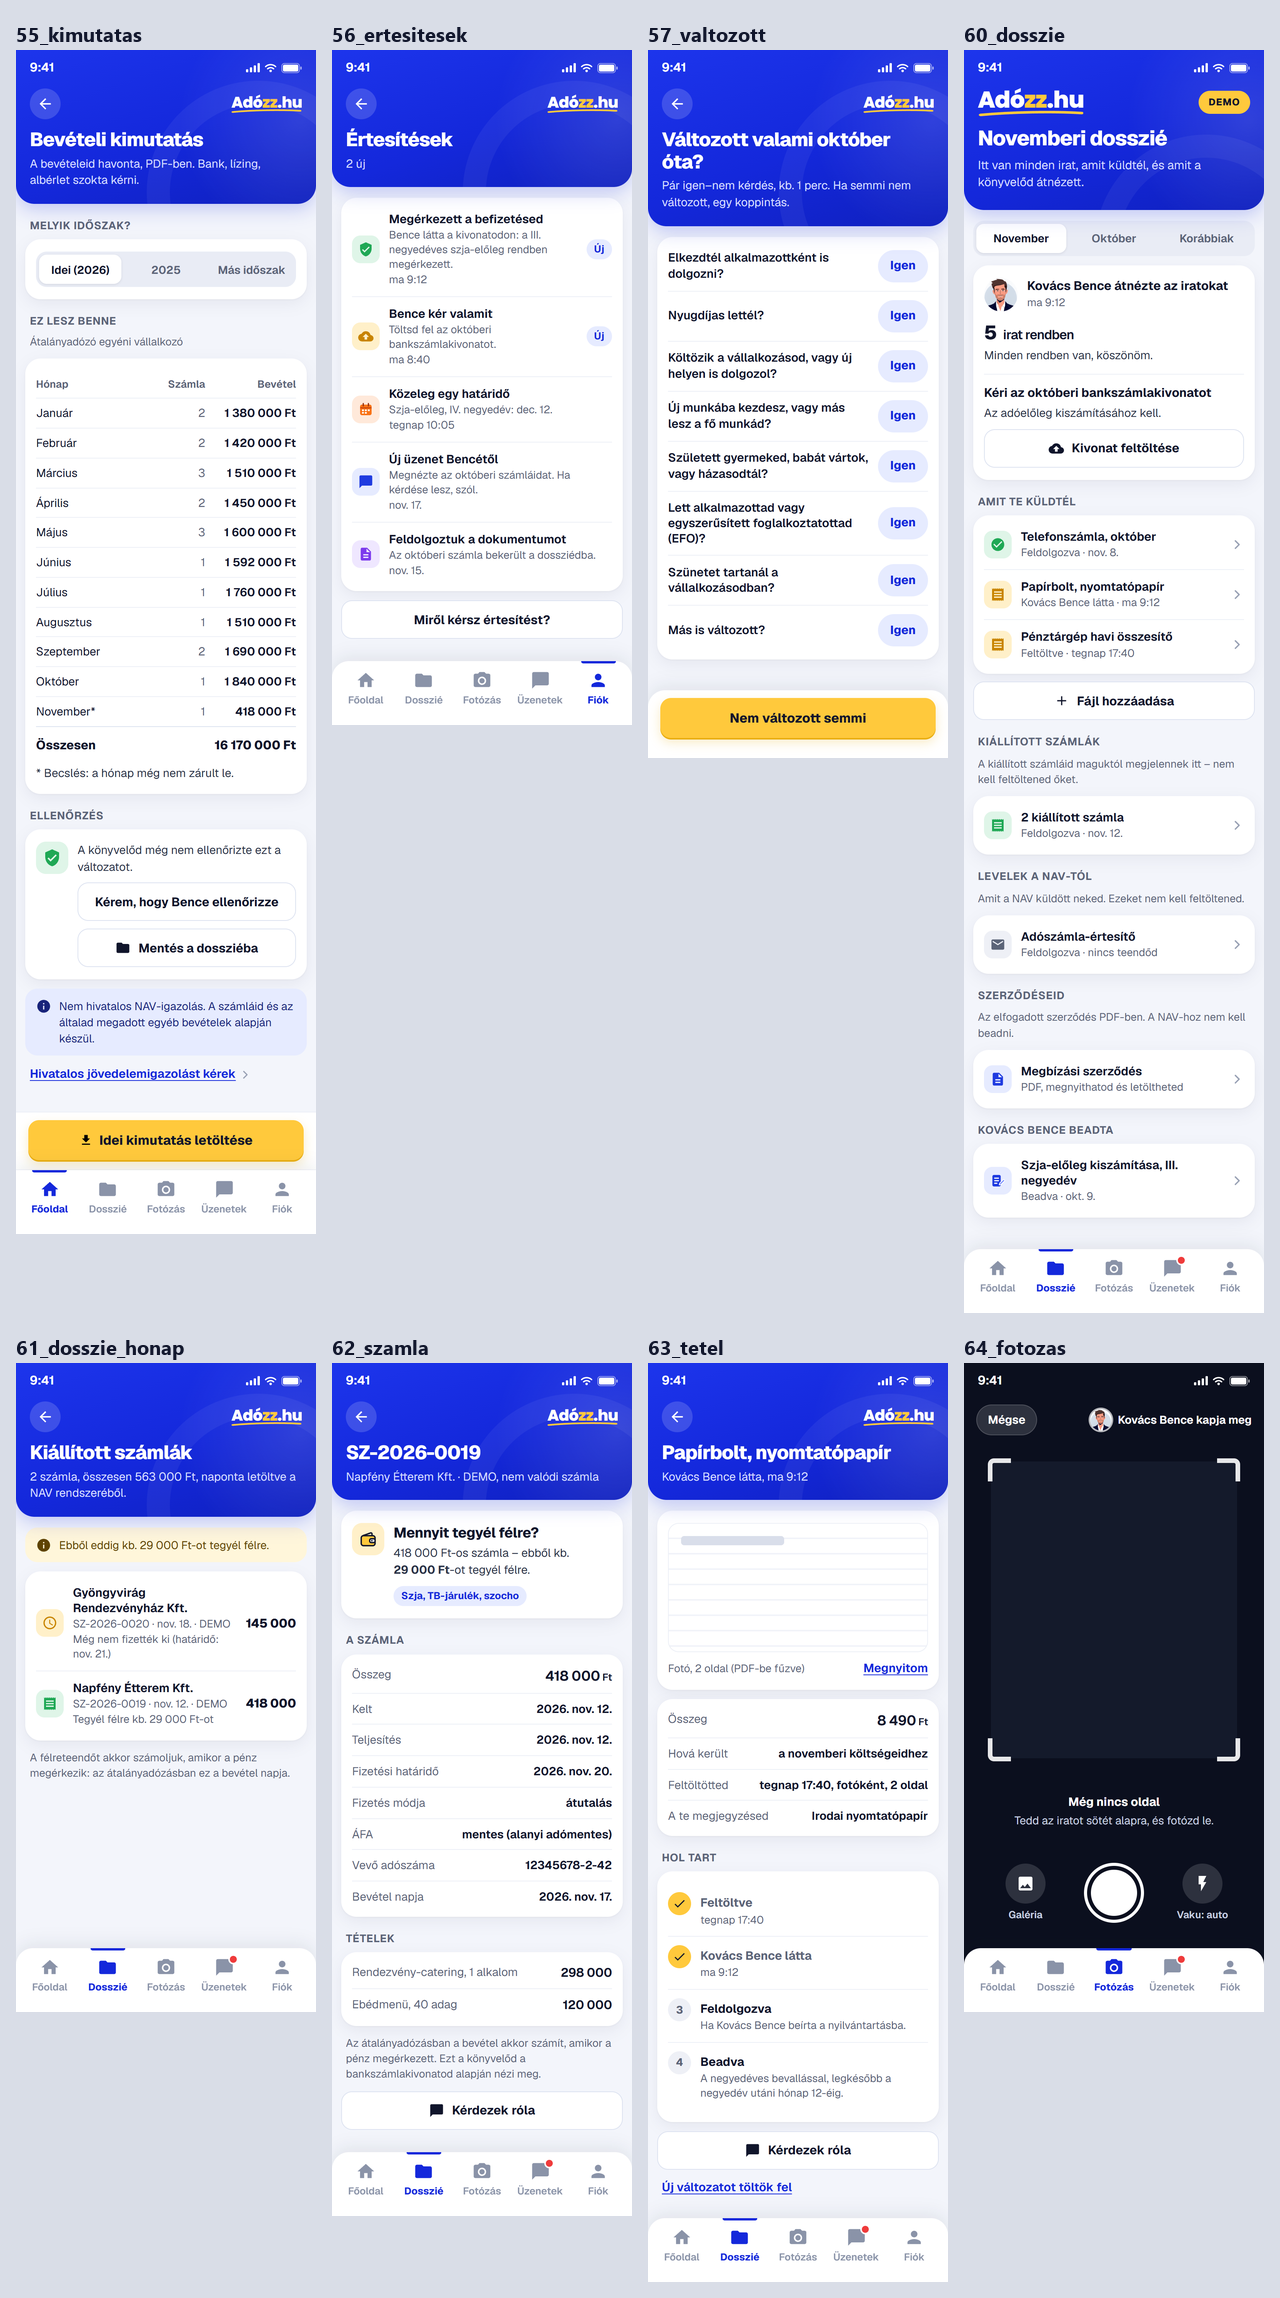 55_kimutatas
9:41
Adózz.hu
Bevételi kimutatás
A bevételeid havonta, PDF-ben. Bank, lízing,
albérlet szokta kérni.
MELYIK IDŐSZAK?
Idei (2026) 2025 Más időszak
EZ LESZ BENNE
Átalányadózó egyéni vállalkozó
Hónap Számla Bevétel
Január 2 1 380 000 Ft
Február 2 1 420 000 Ft
Március 3 1 510 000 Ft
Április 2 1 450 000 Ft
Május 3 1 600 000 Ft
Június 1 1 592 000 Ft
Július 1 1 760 000 Ft
Augusztus 1 1 510 000 Ft
Szeptember 2 1 690 000 Ft
Október 1 1 840 000 Ft
November* 1 418 000 Ft
Összesen 16 170 000 Ft
* Becslés: a hónap még nem zárult le.
ELLENŐRZÉS
A könyvelőd még nem ellenőrizte ezt a
változatot.
Kérem, hogy Bence ellenőrizze
Mentés a dossziéba
Nem hivatalos NAV-igazolás. A számláid és az
általad megadott egyéb bevételek alapján
készül.
Hivatalos jövedelemigazolást kérek
Idei kimutatás letöltése
Főoldal Dosszié Fotózás Üzenetek Fiók
56_ertesitesek
9:41
Adózz.hu
Értesítések
2 új
Megérkezett a befizetésed
Bence látta a kivonatodon: a III.
negyedéves szja-előleg rendben
megérkezett.
ma 9:12
Új
Bence kér valamit
Töltsd fel az októberi
bankszámlakivonatot.
ma 8:40
Új
Közeleg egy határidő
Szja-előleg, IV. negyedév: dec. 12.
tegnap 10:05
Új üzenet Bencétől
Megnézte az októberi számláidat. Ha
kérdése lesz, szól.
nov. 17.
Feldolgoztuk a dokumentumot
Az októberi számla bekerült a dossziédba.
nov. 15.
Miről kérsz értesítést?
Főoldal Dosszié Fotózás Üzenetek Fiók
57_valtozott
9:41
Adózz.hu
Változott valami október
óta?
Pár igen–nem kérdés, kb. 1 perc. Ha semmi nem
változott, egy koppintás.
Elkezdtél alkalmazottként is
dolgozni?
Igen
Nyugdíjas lettél?
Igen
Költözik a vállalkozásod, vagy új
helyen is dolgozol?
Igen
Új munkába kezdesz, vagy más
lesz a fő munkád?
Igen
Született gyermeked, babát vártok,
vagy házasodtál?
Igen
Lett alkalmazottad vagy
egyszerűsített foglalkoztatottad
(EFO)?
Igen
Szünetet tartanál a
vállalkozásodban?
Igen
Más is változott?
Igen
Nem változott semmi
60_dosszie
9:41
Adózz.hu
DEMO
Novemberi dosszié
Itt van minden irat, amit küldtél, és amit a
könyvelőd átnézett.
November Október Korábbiak
Kovács Bence átnézte az iratokat
ma 9:12
5 irat rendben
Minden rendben van, köszönöm.
Kéri az októberi bankszámlakivonatot
Az adóelőleg kiszámításához kell.
Kivonat feltöltése
AMIT TE KÜLDTÉL
Telefonszámla, október
Feldolgozva · nov. 8.
Papírbolt, nyomtatópapír
Kovács Bence látta · ma 9:12
Pénztárgép havi összesítő
Feltöltve · tegnap 17:40
Fájl hozzáadása
KIÁLLÍTOTT SZÁMLÁK
A kiállított számláid maguktól megjelennek itt – nem
kell feltöltened őket.
2 kiállított számla
Feldolgozva · nov. 12.
LEVELEK A NAV-TÓL
Amit a NAV küldött neked. Ezeket nem kell feltöltened.
Adószámla-értesítő
Feldolgozva · nincs teendőd
SZERZŐDÉSEID
Az elfogadott szerződés PDF-ben. A NAV-hoz nem kell
beadni.
Megbízási szerződés
PDF, megnyithatod és letöltheted
KOVÁCS BENCE BEADTA
Szja-előleg kiszámítása, III.
negyedév
Beadva · okt. 9.
Főoldal Dosszié Fotózás Üzenetek Fiók
61_dosszie_honap
9:41
Adózz.hu
Kiállított számlák
2 számla, összesen 563 000 Ft, naponta letöltve a
NAV rendszeréből.
Ebből eddig kb. 29 000 Ft-ot tegyél félre.
Gyöngyvirág
Rendezvényház Kft.
SZ-2026-0020 · nov. 18. · DEMO
Még nem fizették ki (határidő:
nov. 21.)
145 000
Napfény Étterem Kft.
SZ-2026-0019 · nov. 12. · DEMO
Tegyél félre kb. 29 000 Ft-ot
418 000
A félreteendőt akkor számoljuk, amikor a pénz
megérkezik: az átalányadózásban ez a bevétel napja.
Főoldal Dosszié Fotózás Üzenetek Fiók
62_szamla
9:41
Adózz.hu
SZ-2026-0019
Napfény Étterem Kft. · DEMO, nem valódi számla
Mennyit tegyél félre?
418 000 Ft-os számla – ebből kb.
29 000 Ft-ot tegyél félre.
Szja, TB-járulék, szocho
A SZÁMLA
Összeg 418 000 Ft
Kelt 2026. nov. 12.
Teljesítés 2026. nov. 12.
Fizetési határidő 2026. nov. 20.
Fizetés módja átutalás
ÁFA mentes (alanyi adómentes)
Vevő adószáma 12345678-2-42
Bevétel napja 2026. nov. 17.
TÉTELEK
Rendezvény-catering, 1 alkalom 298 000
Ebédmenü, 40 adag 120 000
Az átalányadózásban a bevétel akkor számít, amikor a
pénz megérkezett. Ezt a könyvelőd a
bankszámlakivonatod alapján nézi meg.
Kérdezek róla
Főoldal Dosszié Fotózás Üzenetek Fiók
63_tetel
9:41
Adózz.hu
Papírbolt, nyomtatópapír
Kovács Bence látta, ma 9:12
Fotó, 2 oldal (PDF-be fűzve) Megnyitom
Összeg 8 490 Ft
Hová került a novemberi költségeidhez
Feltöltötted tegnap 17:40, fotóként, 2 oldal
A te megjegyzésed Irodai nyomtatópapír
HOL TART
Feltöltve
tegnap 17:40
Kovács Bence látta
ma 9:12
3 Feldolgozva
Ha Kovács Bence beírta a nyilvántartásba.
4 Beadva
A negyedéves bevallással, legkésőbb a
negyedév utáni hónap 12-éig.
Kérdezek róla
Új változatot töltök fel
Főoldal Dosszié Fotózás Üzenetek Fiók
64_fotozas
9:41
Mégse
Kovács Bence kapja meg
Még nincs oldal
Tedd az iratot sötét alapra, és fotózd le.
Galéria Vaku: auto
Főoldal Dosszié Fotózás Üzenetek Fiók